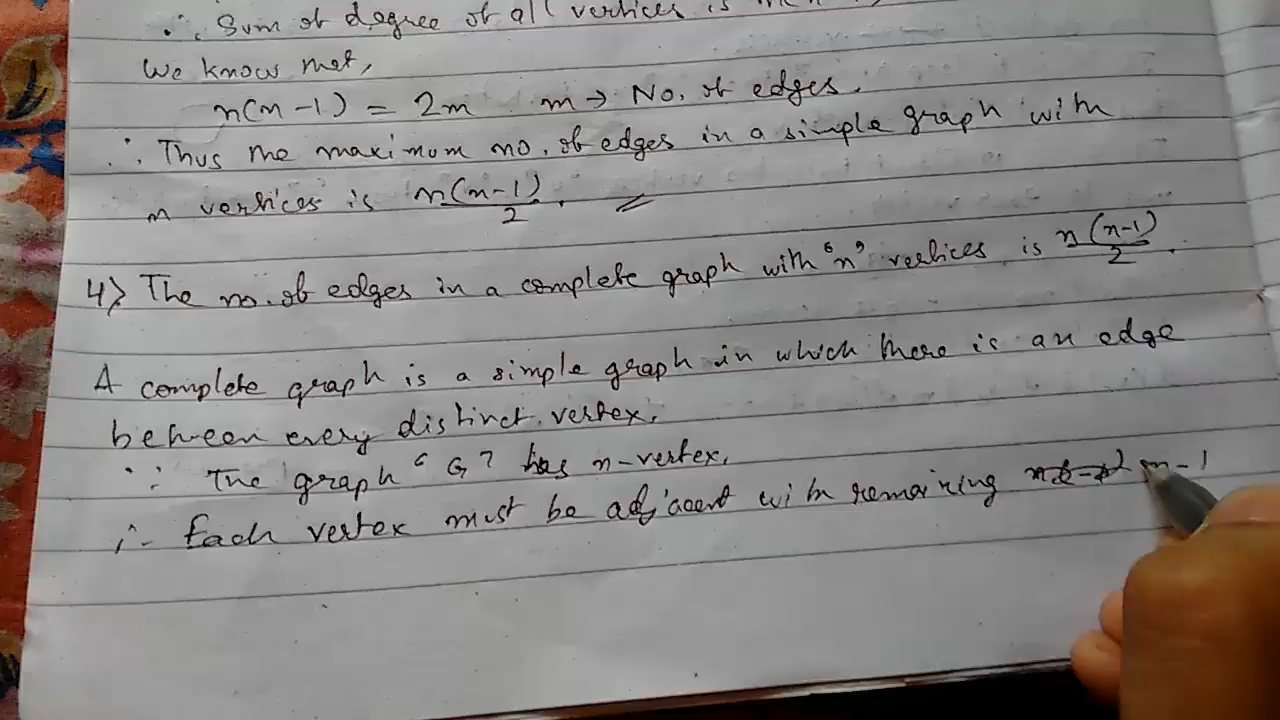 ∴ Sum of degree of all vertices is
We know that,
n(n-1) = 2m m → No. of edges.
∴ Thus the maximum no. of edges in a simple graph with
n vertices is n(n-1)/2.
4> The no. of edges in a complete graph with 'n' vertices is n(n-1)/2.
A complete graph is a simple graph in which there is an edge
between every distinct vertex.
∵ The graph 'G' has n-vertex.
∴ Each vertex must be adjacent with remaining n-1